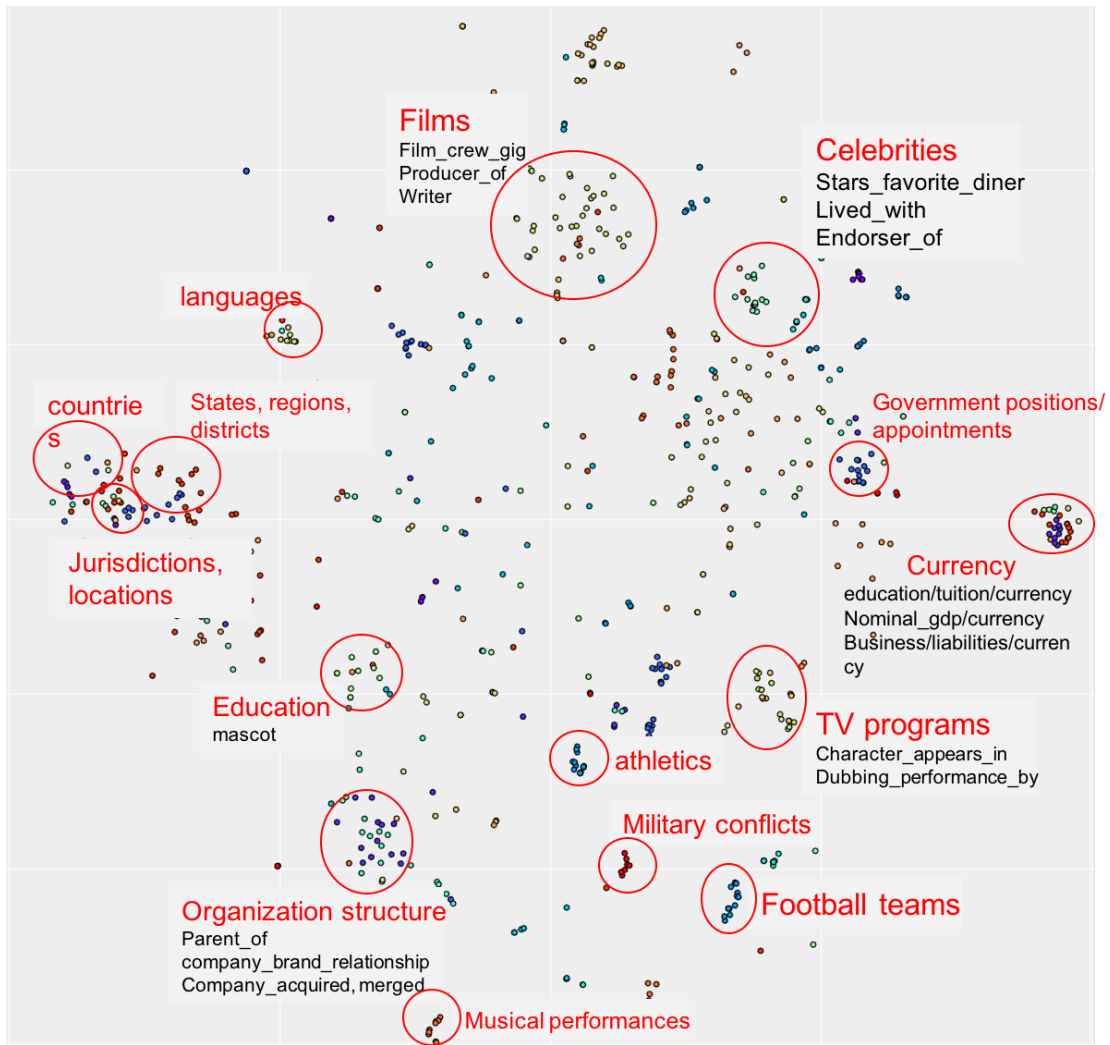 Films
Film_crew_gig
Producer_of
Writer
Celebrities
Stars_favorite_diner
Lived_with
Endorser_of
languages
countrie
s
States, regions,
districts
Government positions/
appointments
Jurisdictions,
locations
Currency
education/tuition/currency
Nominal_gdp/currency
Business/liabilities/curren
cy
Education
mascot
TV programs
Character_appears_in
Dubbing_performance_by
athletics
Military conflicts
Football teams
Organization structure
Parent_of
company_brand_relationship
Company_acquired, merged
Musical performances